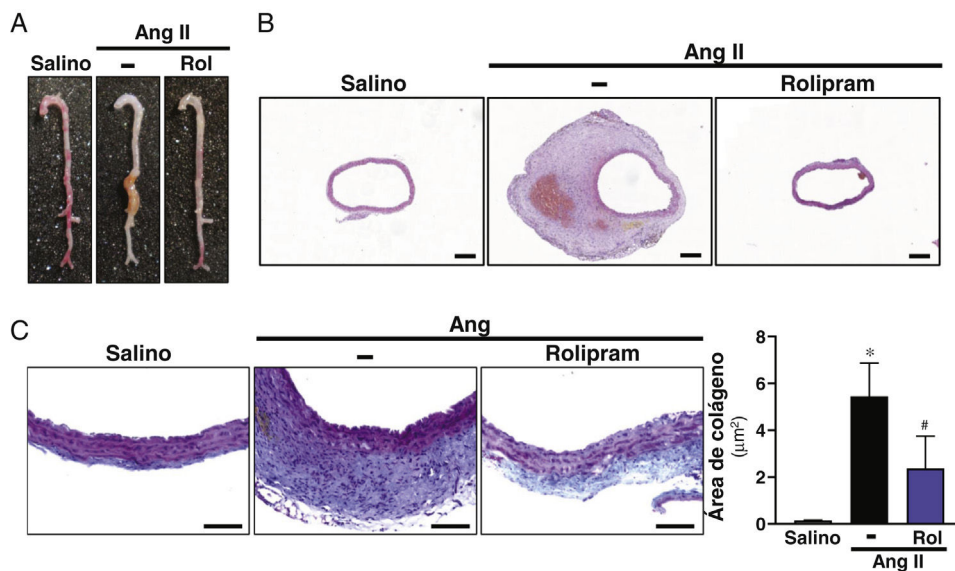 A
Ang II
Salino
–
Rol
B
Ang II
Salino
–
Rolipram
C
Ang
Salino
–
Rolipram
Área de colágeno
(μm²)
8
6
4
2
0
*
#
Salino
–
Rol
Ang II